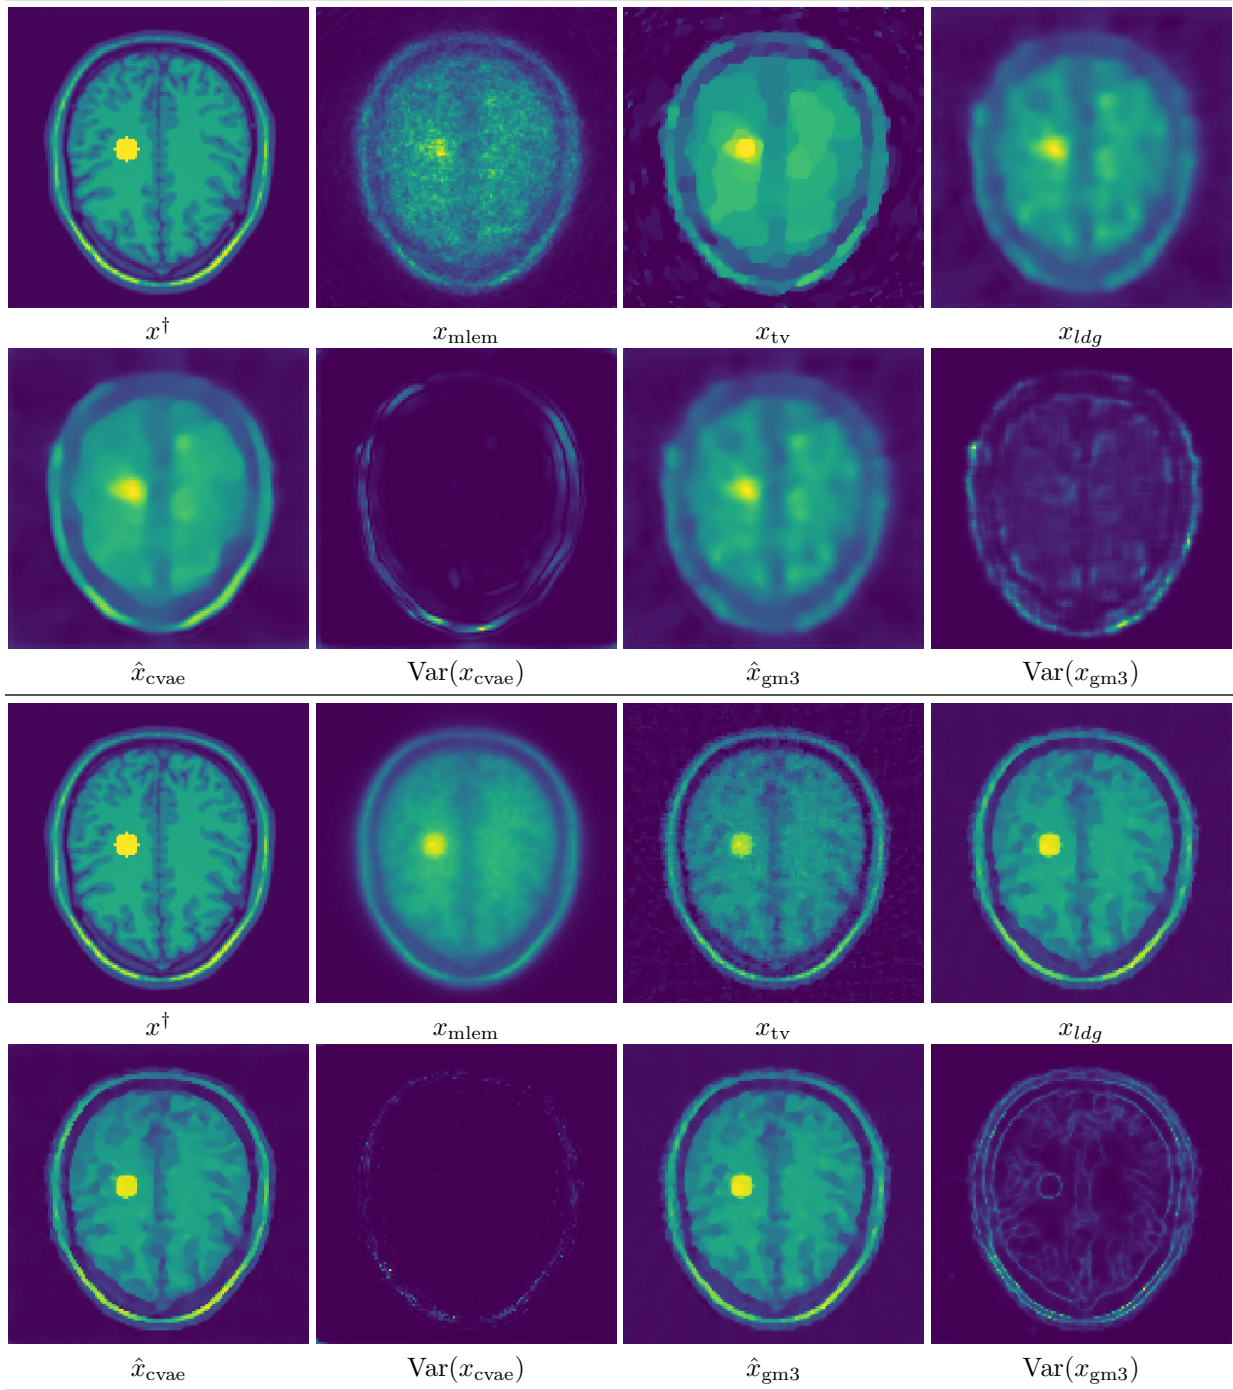 x† x_mlem x_tv x_ldg
x̂_cvae Var(x_cvae) x̂_gm3 Var(x_gm3)
x† x_mlem x_tv x_ldg
x̂_cvae Var(x_cvae) x̂_gm3 Var(x_gm3)